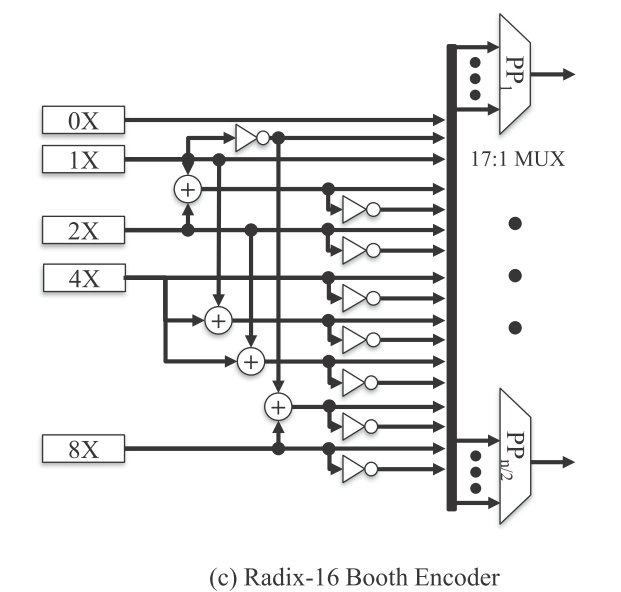 PP1
0X
1X
17:1 MUX
+
2X
4X
+
+
+
8X
PPn/2
(c) Radix-16 Booth Encoder